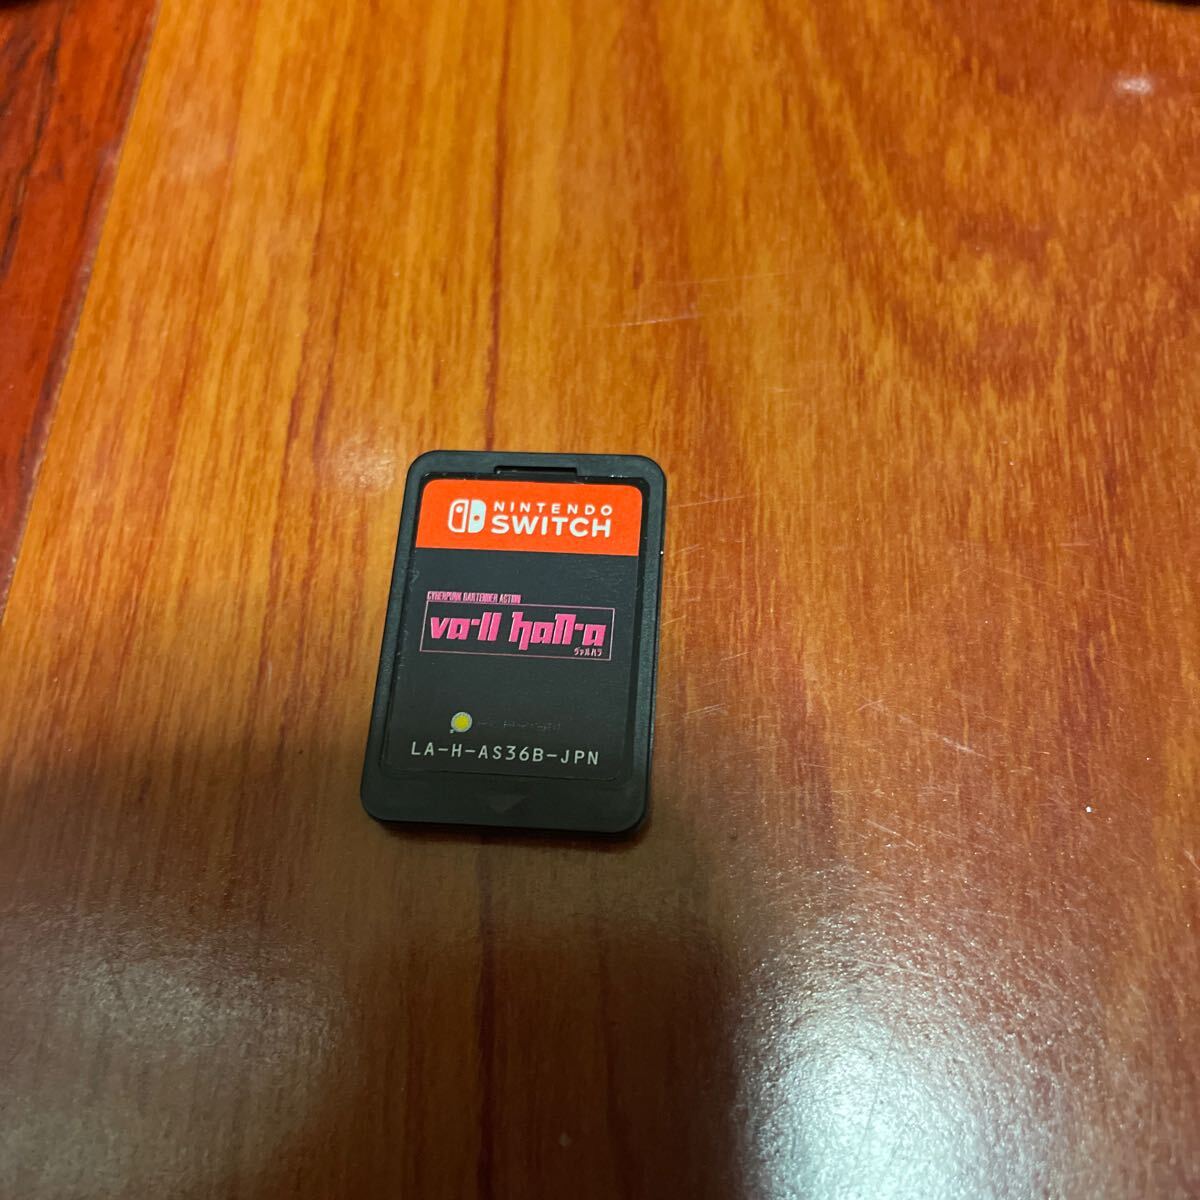 NINTENDO
SWITCH
CYBERPUNK BARTENDER ACTION
va-11 hall-a
ヴァルハラ
LA-H-AS36B-JPN